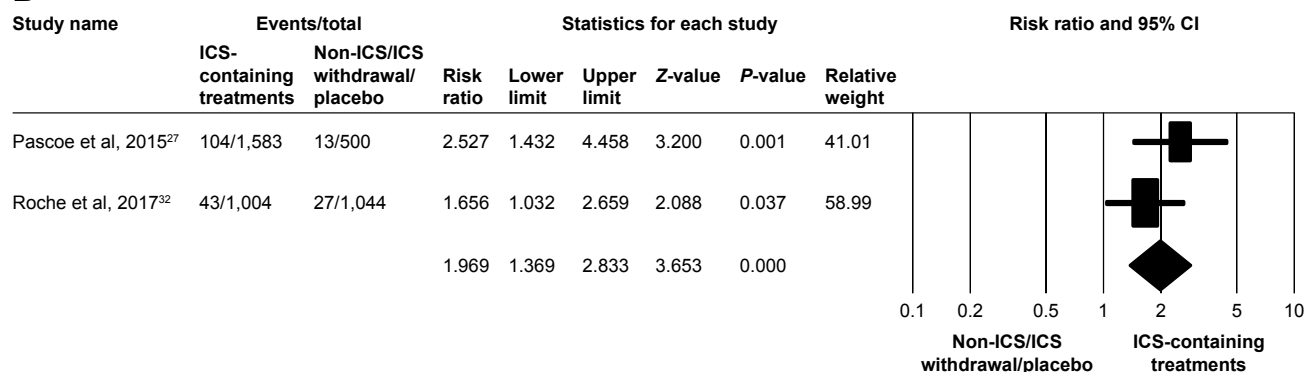 Study name Events/total Statistics for each study Risk ratio and 95% CI
ICS- Non-ICS/ICS
containing withdrawal/ Risk Lower Upper Z-value P-value Relative
treatments placebo ratio limit limit weight
Pascoe et al, 2015²⁷ 104/1,583 13/500 2.527 1.432 4.458 3.200 0.001 41.01
Roche et al, 2017³² 43/1,004 27/1,044 1.656 1.032 2.659 2.088 0.037 58.99
1.969 1.369 2.833 3.653 0.000
0.1 0.2 0.5 1 2 5 10
Non-ICS/ICS ICS-containing
withdrawal/placebo treatments